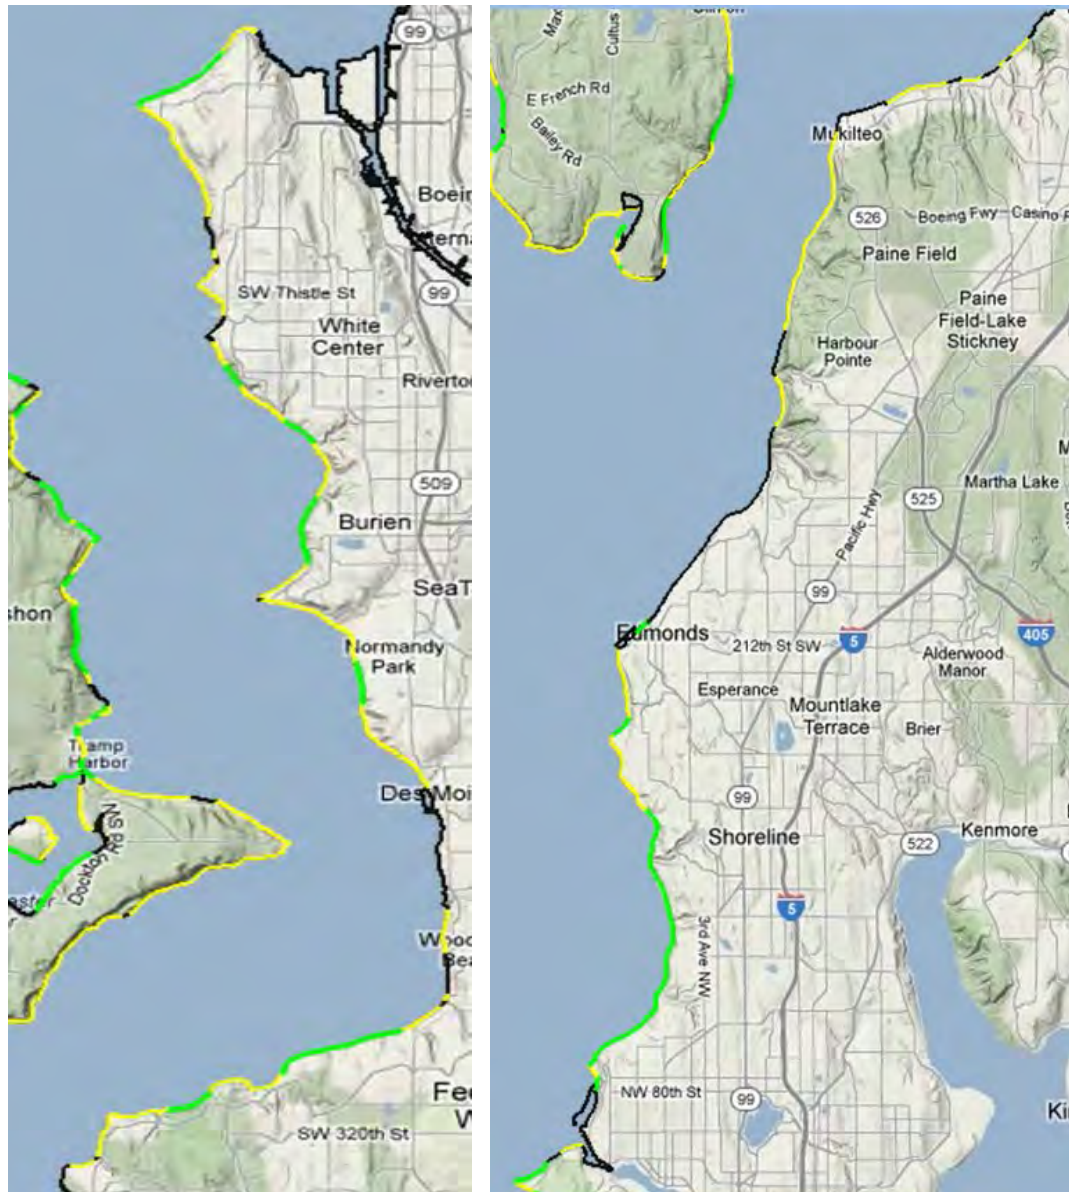 99
Boein
99
SW Thistle St
White
Center
Riverto
509
Burien
SeaT
shon
Normandy
Park
Tramp
Harbor
Des Moi
Dockton
Rd SW
Wood
Bea
Fe
W
SW 320th St
Max
Cultus
E French Rd
Bailey Rd
Mukilteo
526
Boeing Fwy
Casino R
Paine Field
Paine
Field-Lake
Stickney
Harbour
Pointe
Martha Lake
525
Pacific Hwy
99
Edmonds
212th St SW
5
405
Alderwood
Manor
Esperance
Mountlake
Terrace
Brier
99
Shoreline
522
Kenmore
5
3rd Ave NW
NW 80th St
99
Ki